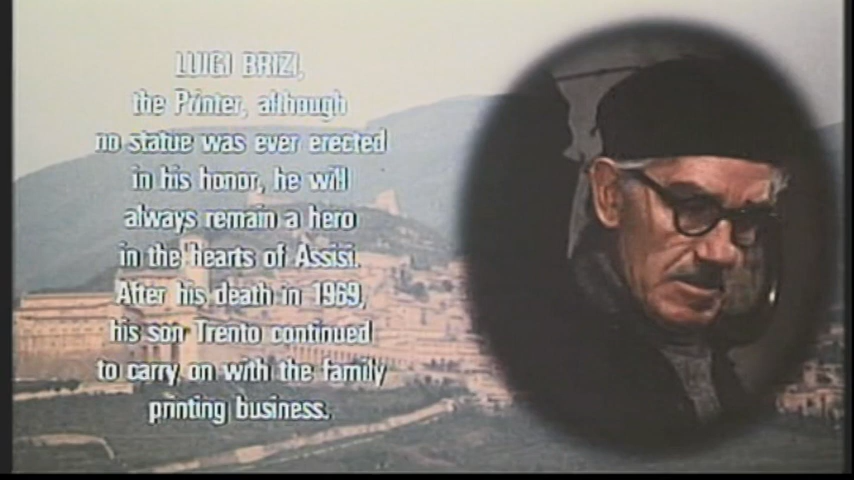 LUIGI BRIZI,
the Printer, although
no statue was ever erected
in his honor, he will
always remain a hero
in the hearts of Assisi.
After his death in 1969,
his son Trento continued
to carry on with the family
printing business.